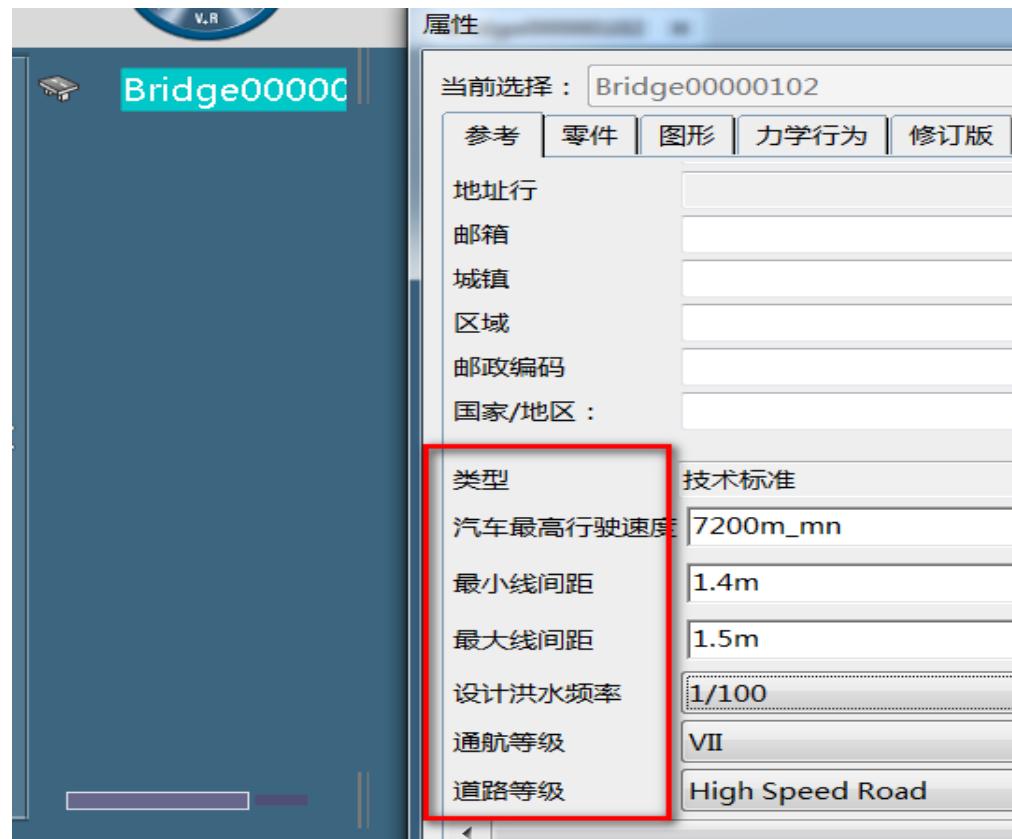 V.R
属性
Bridge00000
当前选择： Bridge00000102
参考 零件 图形 力学行为 修订版
地址行
邮箱
城镇
区域
邮政编码
国家/地区：
类型 技术标准
汽车最高行驶速度 7200m_mn
最小线间距 1.4m
最大线间距 1.5m
设计洪水频率 1/100
通航等级 VII
道路等级 High Speed Road